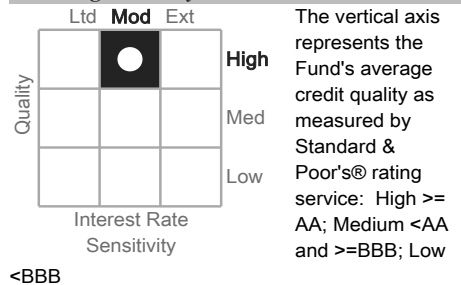 Ltd Mod Ext
High
Med
Low
Quality
Interest Rate
Sensitivity
The vertical axis
represents the
Fund's average
credit quality as
measured by
Standard &
Poor's® rating
service: High >=
AA; Medium <AA
and >=BBB; Low
<BBB